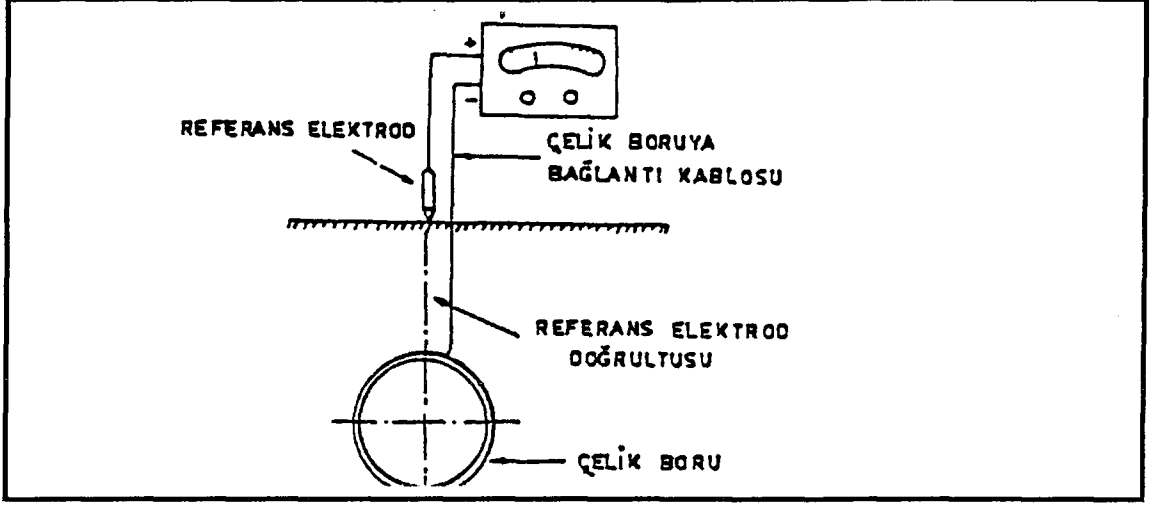 +
-
REFERANS ELEKTROD
ÇELİK BORUYA
BAĞLANTI KABLOSU
REFERANS ELEKTROD
DOĞRULTUSU
ÇELİK BORU